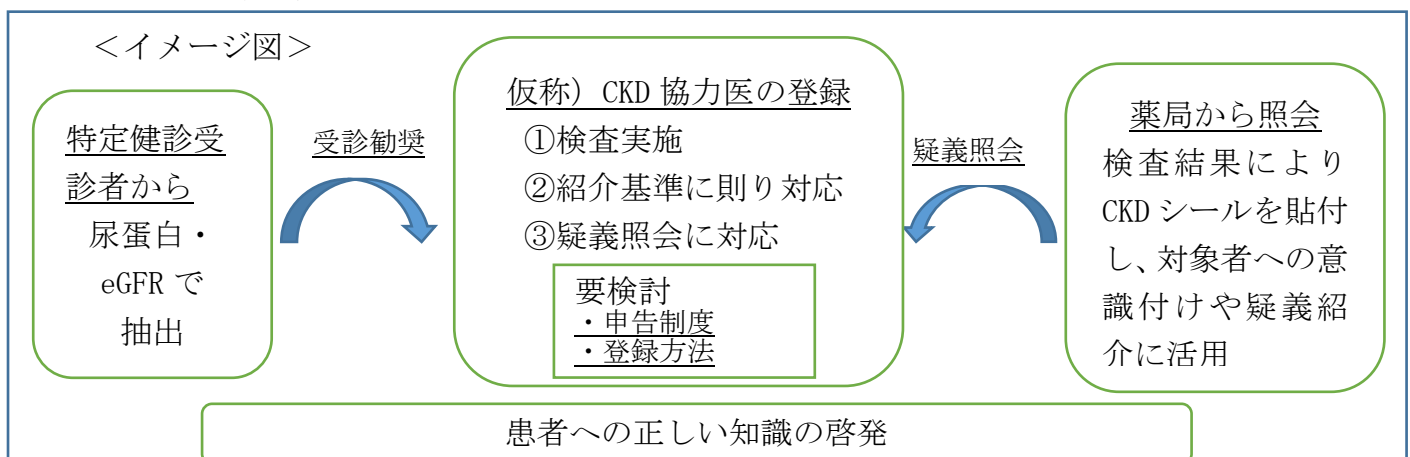 ＜イメージ図＞
特定健診受
診者から
尿蛋白・
eGFR で
抽出
受診勧奨
仮称）CKD 協力医の登録
①検査実施
②紹介基準に則り対応
③疑義照会に対応
要検討
・申告制度
・登録方法
疑義照会
薬局から照会
検査結果により
CKD シールを貼付
し、対象者への意
識付けや疑義紹
介に活用
患者への正しい知識の啓発